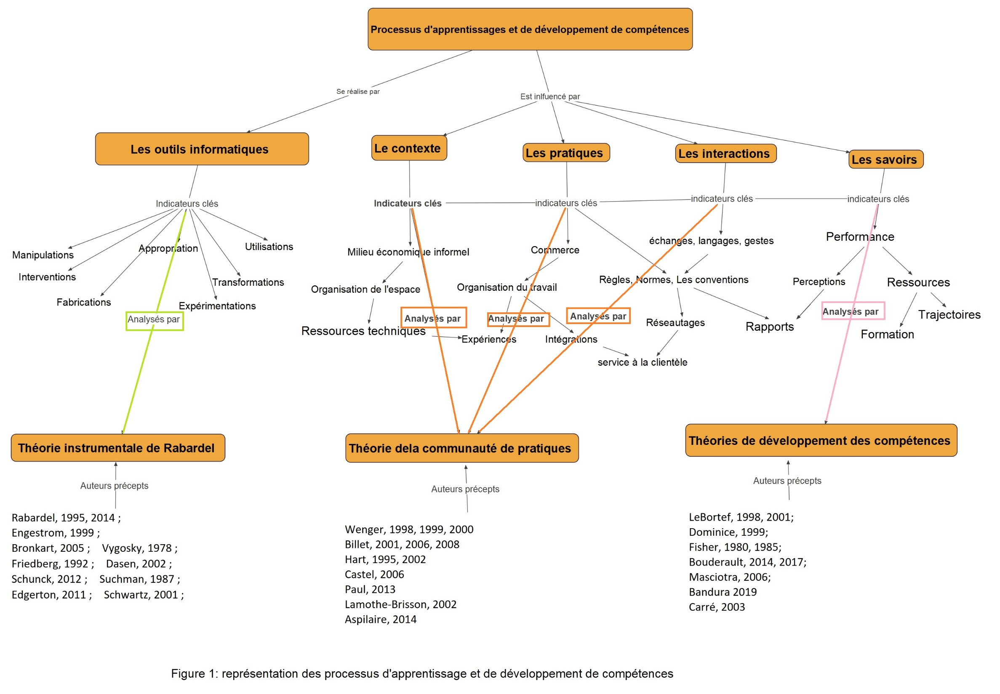 Processus d'apprentissages et de développement de compétences
Se réalise par
Est inlfuencé par
Les outils informatiques
Le contexte
Les pratiques
Les interactions
Les savoirs
Indicateurs clés
Indicateurs clés
indicateurs clés
indicateurs clés
indicateurs clés
Manipulations
Interventions
Fabrications
Appropriation
Expérimentations
Transformations
Utilisations
Analysés par
Milieu économique informel
Organisation de l'espace
Ressources techniques
Analysés par
Commerce
Organisation du travail
Analysés par
Expériences
Intégrations
échanges, langages, gestes
Règles, Normes, Les conventions
Analysés par
Réseautages
Rapports
service à la clientèle
Performance
Perceptions
Ressources
Analysés par
Trajectoires
Formation
Théorie instrumentale de Rabardel
Théorie dela communauté de pratiques
Théories de développement des compétences
Auteurs précepts
Auteurs précepts
Auteurs précepts
Rabardel, 1995, 2014 ;
Engestrom, 1999 ;
Bronkart, 2005 ; Vygosky, 1978 ;
Friedberg, 1992 ; Dasen, 2002 ;
Schunck, 2012 ; Suchman, 1987 ;
Edgerton, 2011 ; Schwartz, 2001 ;
Wenger, 1998, 1999, 2000
Billet, 2001, 2006, 2008
Hart, 1995, 2002
Castel, 2006
Paul, 2013
Lamothe-Brisson, 2002
Aspilaire, 2014
LeBortef, 1998, 2001;
Dominice, 1999;
Fisher, 1980, 1985;
Bouderault, 2014, 2017;
Masciotra, 2006;
Bandura 2019
Carré, 2003
Figure 1: représentation des processus d'apprentissage et de développement de compétences